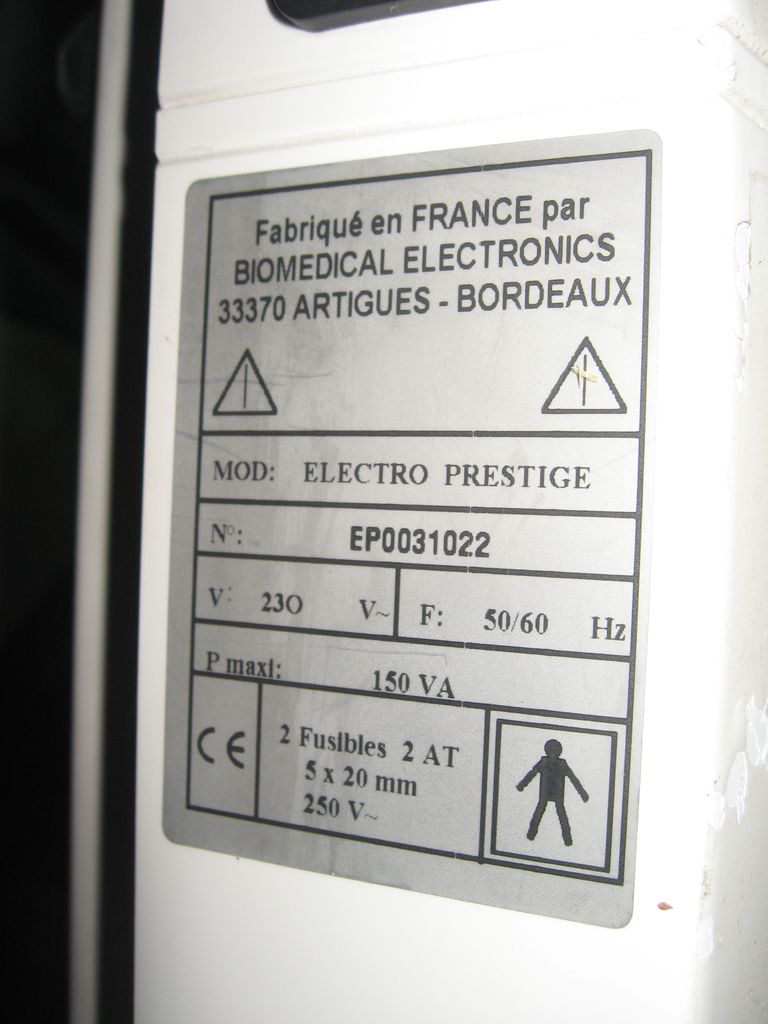 Fabriqué en FRANCE par
BIOMEDICAL ELECTRONICS
33370 ARTIGUES - BORDEAUX
MOD: ELECTRO PRESTIGE
N°: EP0031022
V: 230 V~ F: 50/60 Hz
P maxi: 150 VA
CE
2 Fusibles 2 AT
5 x 20 mm
250 V~